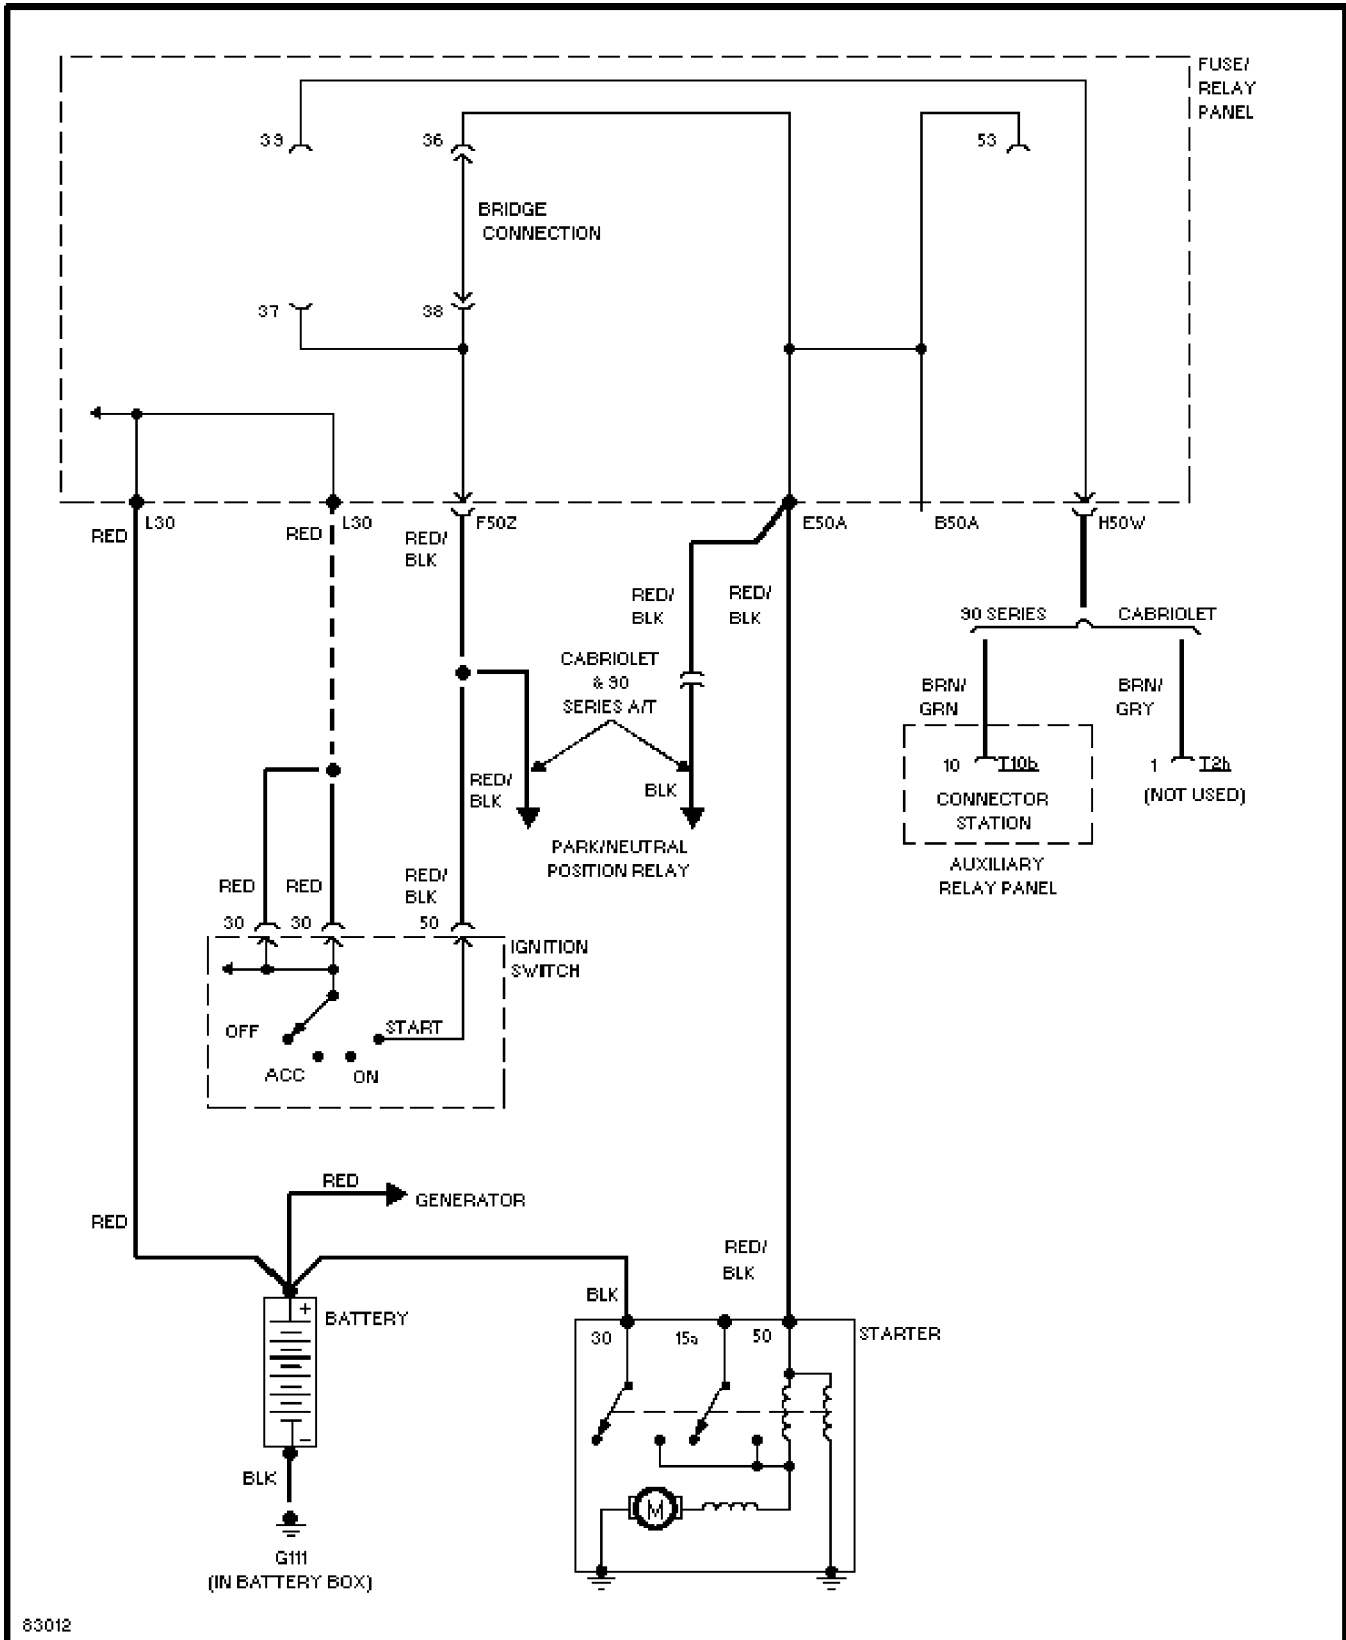 FUSE/
RELAY
PANEL
39
36
53
BRIDGE
CONNECTION
37
38
RED
L30
RED
L30
RED/
BLK
F50Z
E50A
B50A
H50W
RED/
BLK
RED/
BLK
90 SERIES
CABRIOLET
CABRIOLET
& 90
SERIES A/T
BRN/
GRN
BRN/
GRY
RED/
BLK
BLK
10
T10b
1
T2h
CONNECTOR
STATION
(NOT USED)
PARK/NEUTRAL
POSITION RELAY
AUXILIARY
RELAY PANEL
RED
RED
RED/
BLK
30
30
50
IGNITION
SWITCH
OFF
START
ACC
ON
RED
GENERATOR
RED
RED/
BLK
BLK
+
BATTERY
30
15a
50
STARTER
-
BLK
M
G111
(IN BATTERY BOX)
83012